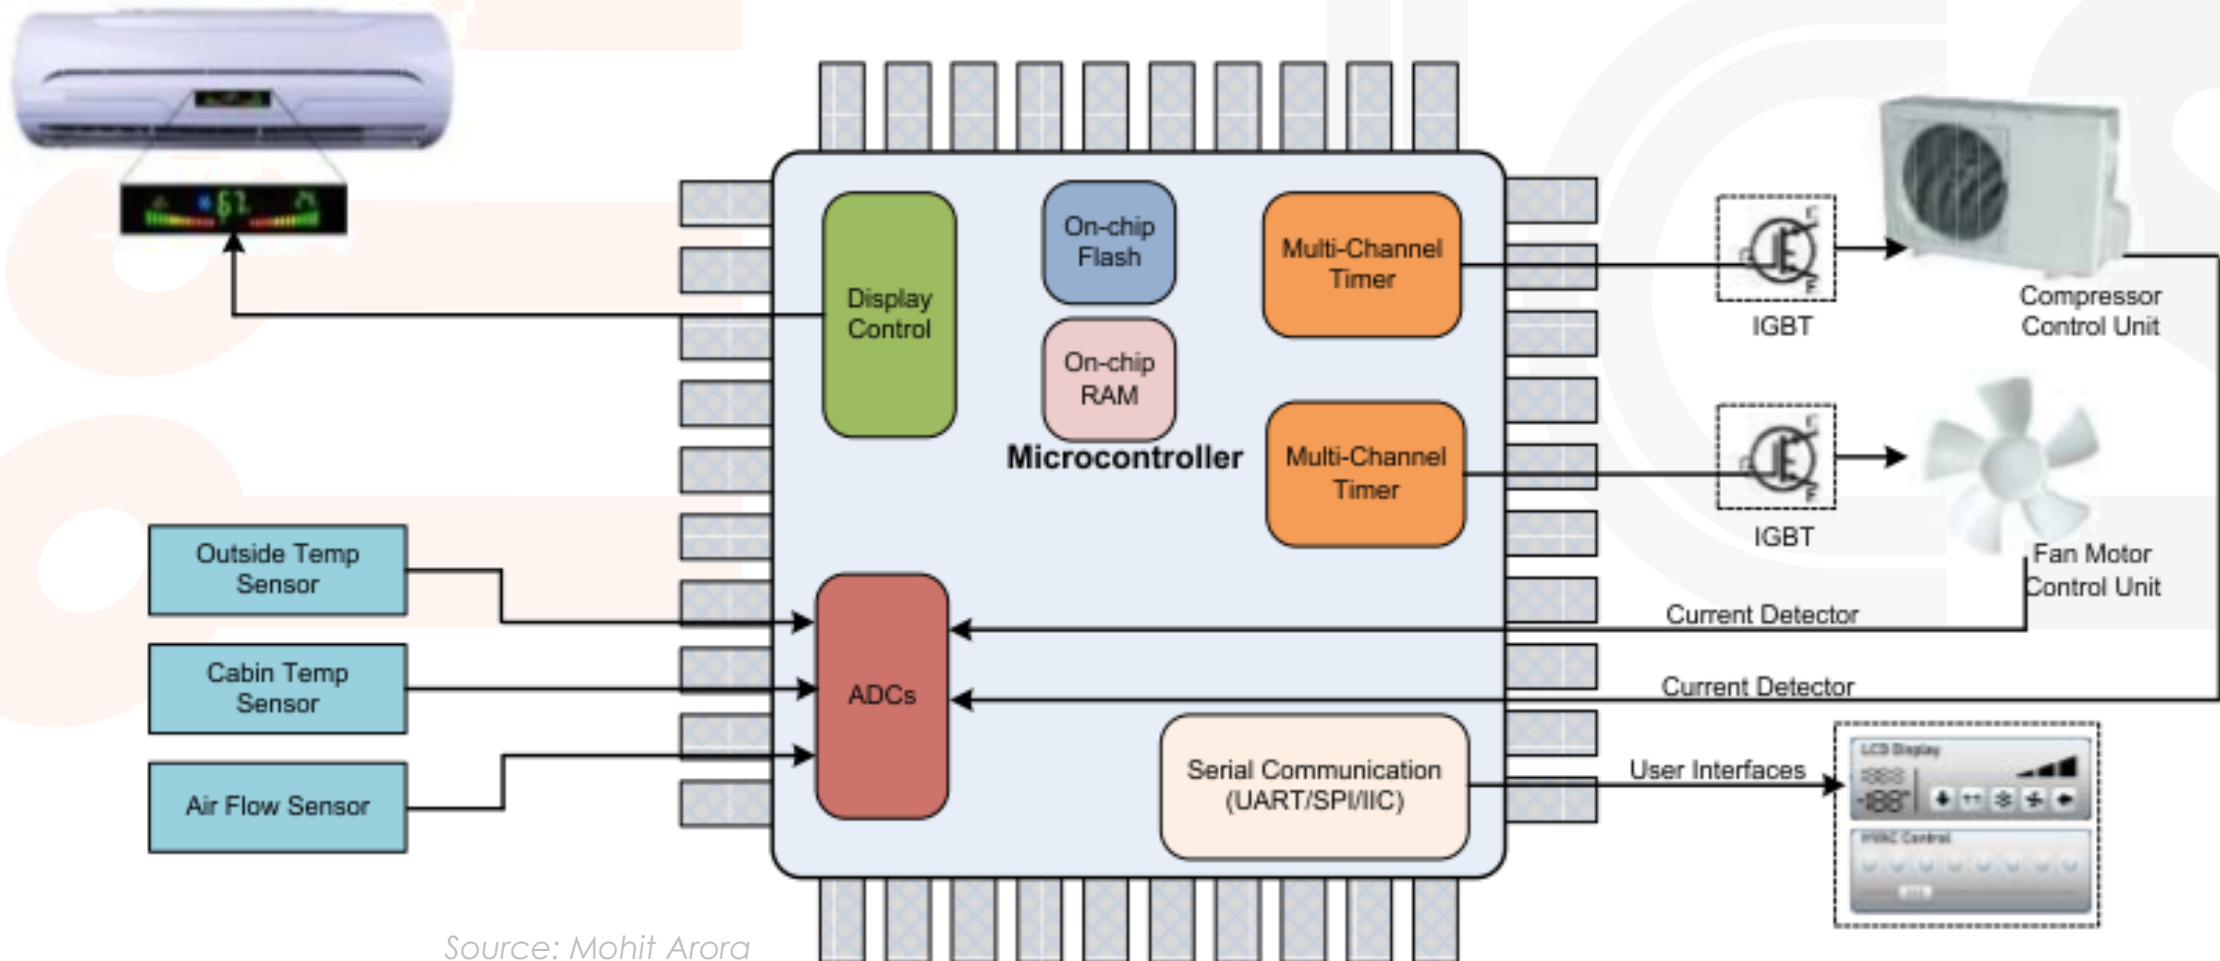 67
On-chip
Flash
Multi-Channel
Timer
Display
Control
On-chip
RAM
Microcontroller
IGBT
Compressor
Control Unit
Multi-Channel
Timer
IGBT
Fan Motor
Control Unit
Outside Temp
Sensor
Cabin Temp
Sensor
Air Flow Sensor
ADCs
Current Detector
Current Detector
Serial Communication
(UART/SPI/IIC)
User Interfaces
LCD Display
HVAC Control
Source: Mohit Arora